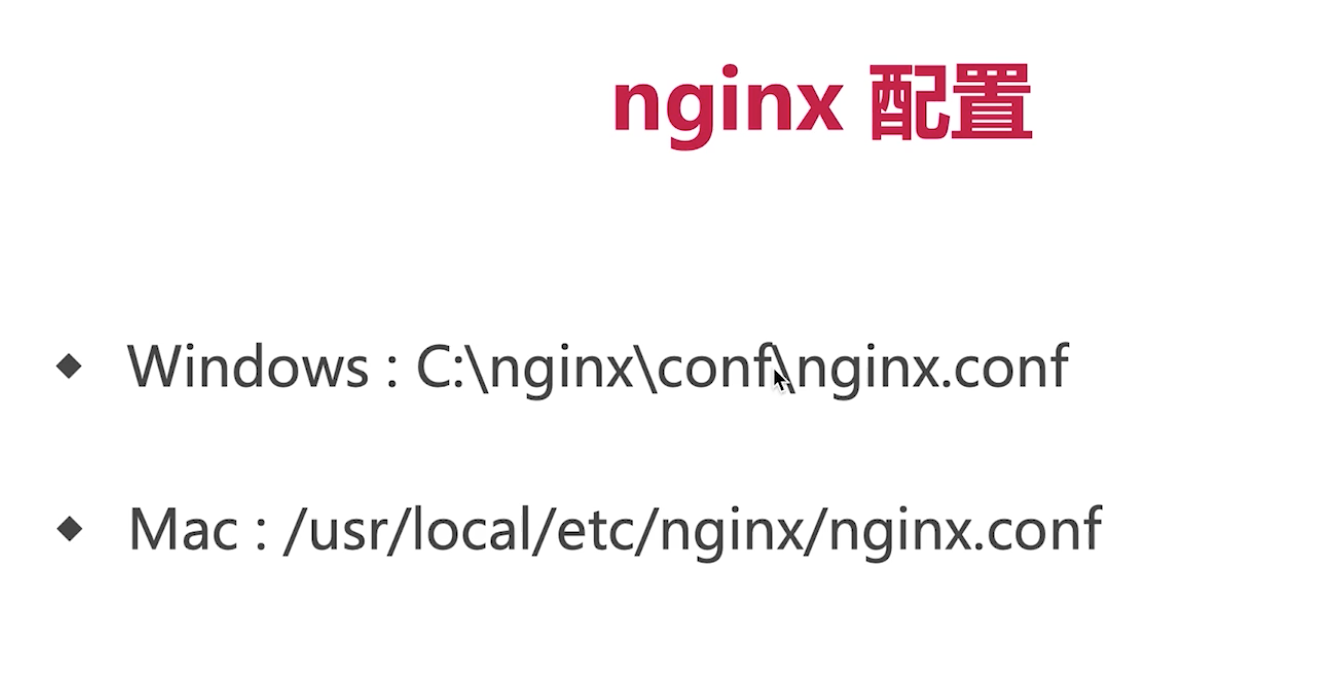 nginx 配置
◆ Windows : C:\nginx\conf\nginx.conf
◆ Mac : /usr/local/etc/nginx/nginx.conf